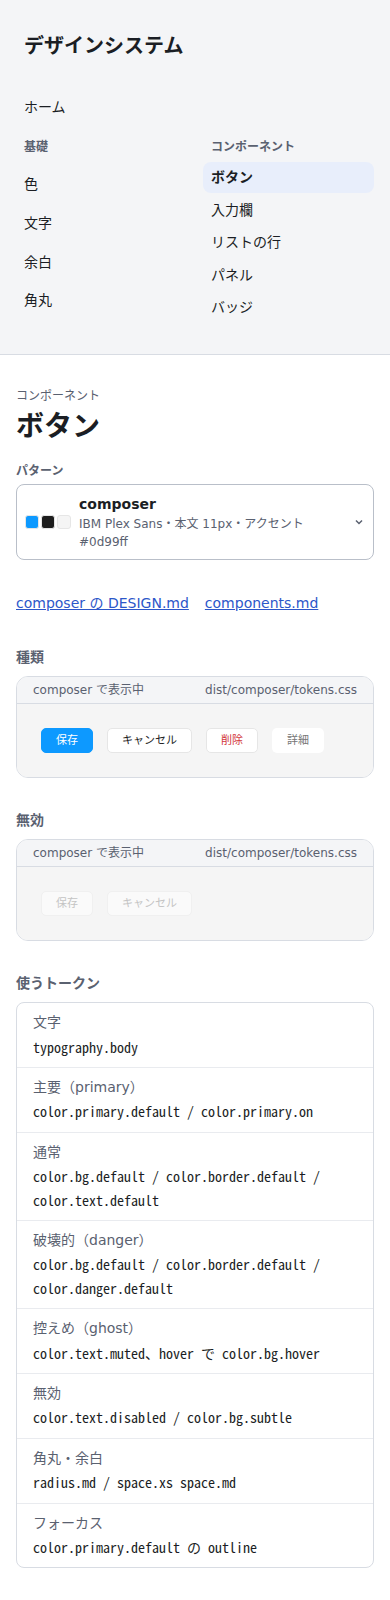 デザインシステム
ホーム
基礎
色
文字
余白
角丸
コンポーネント
ボタン
入力欄
リストの行
パネル
バッジ
コンポーネント
ボタン
パターン
composer
IBM Plex Sans・本文 11px・アクセント
#0d99ff
composer の DESIGN.md components.md
種類
composer で表示中 dist/composer/tokens.css
保存 キャンセル 削除 詳細
無効
composer で表示中 dist/composer/tokens.css
保存 キャンセル
使うトークン
文字
typography.body
主要（primary）
color.primary.default / color.primary.on
通常
color.bg.default / color.border.default /
color.text.default
破壊的（danger）
color.bg.default / color.border.default /
color.danger.default
控えめ（ghost）
color.text.muted、hover で color.bg.hover
無効
color.text.disabled / color.bg.subtle
角丸・余白
radius.md / space.xs space.md
フォーカス
color.primary.default の outline